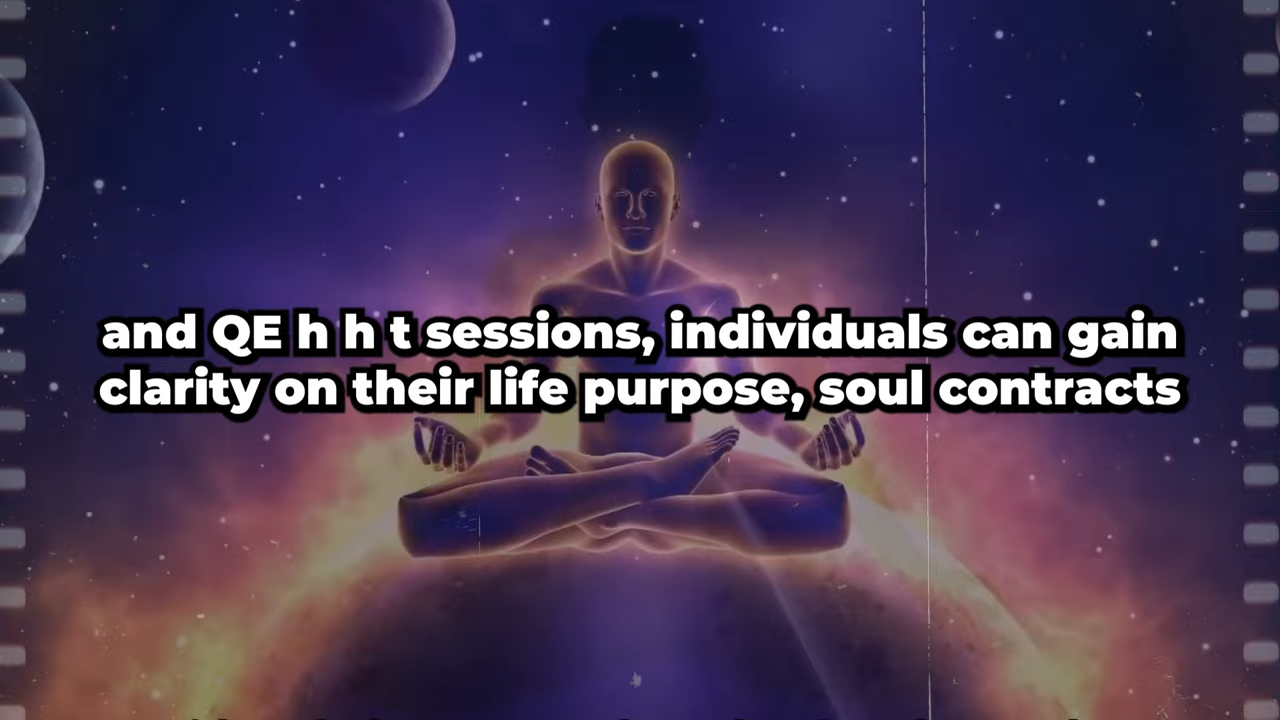 and QE h h t sessions, individuals can gain
clarity on their life purpose, soul contracts